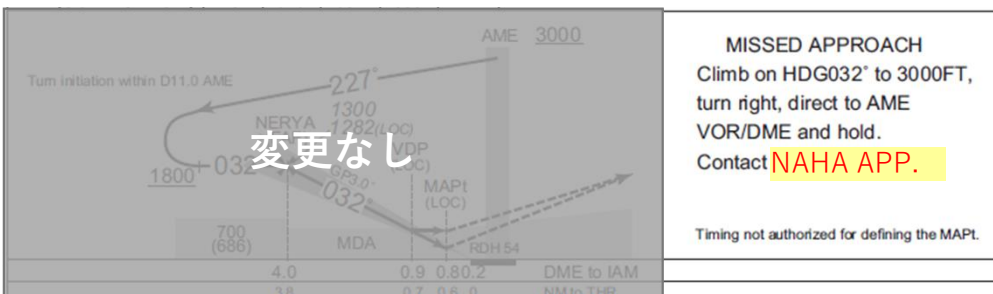 AME 3000
Turn initiation within D11.0 AME
227°
1300
NERYA 1282(LOC)
変更なし
VDP
(LOC)
1800 032°
GP3.0°
032°
MAPt
(LOC)
700
(686)
MDA
RDH 54
4.0 0.9 0.8 0.2 DME to IAM
3.8 0.7 0.6 0 NM to THR
MISSED APPROACH
Climb on HDG032° to 3000FT,
turn right, direct to AME
VOR/DME and hold.
Contact NAHA APP.
Timing not authorized for defining the MAPt.